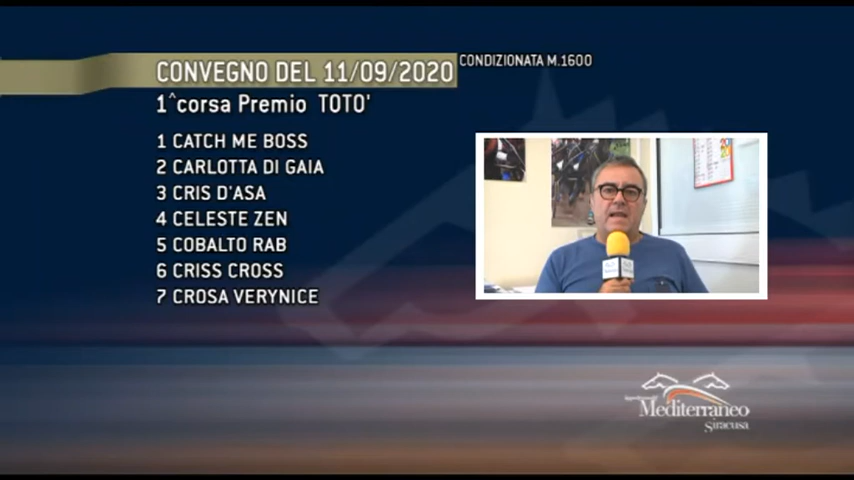 CONVEGNO DEL 11/09/2020
CONDIZIONATA M.1600
1^corsa Premio TOTO'
1 CATCH ME BOSS
2 CARLOTTA DI GAIA
3 CRIS D'ASA
4 CELESTE ZEN
5 COBALTO RAB
6 CRISS CROSS
7 CROSA VERYNICE
Mediterraneo
Siracusa